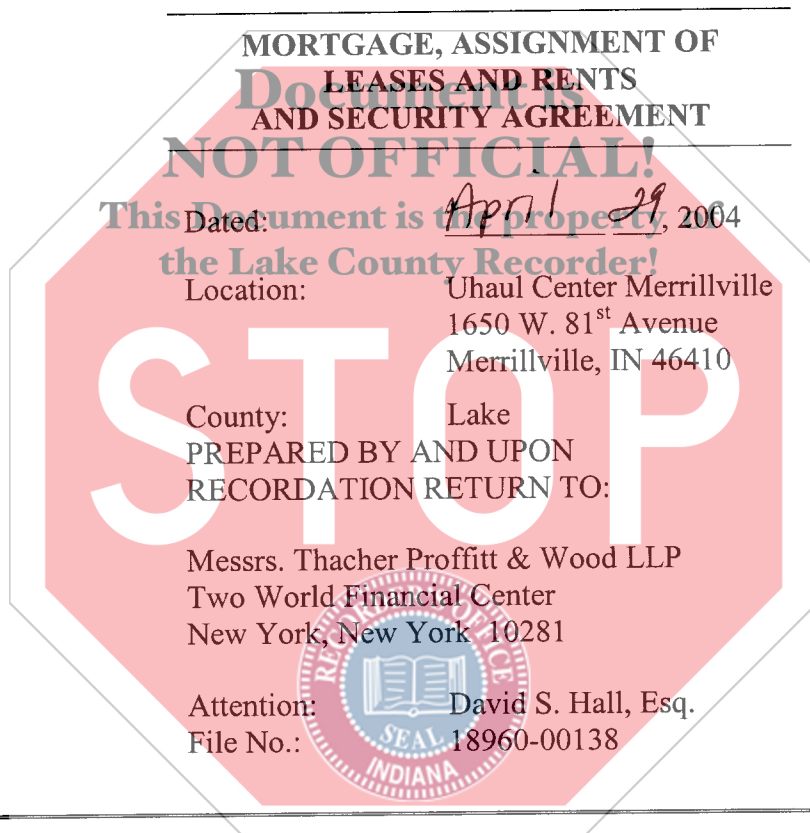 MORTGAGE, ASSIGNMENT OF
LEASES AND RENTS
AND SECURITY AGREEMENT
Document is
NOT OFFICIAL!
This Document is the property of
the Lake County Recorder!
Dated: April 29, 2004
Location: Uhaul Center Merrillville
1650 W. 81st Avenue
Merrillville, IN 46410
STOP
County: Lake
PREPARED BY AND UPON
RECORDATION RETURN TO:
Messrs. Thacher Proffitt & Wood LLP
Two World Financial Center
New York, New York 10281
Attention: David S. Hall, Esq.
File No.: 18960-00138
RECORDER'S OFFICE
SEAL
INDIANA